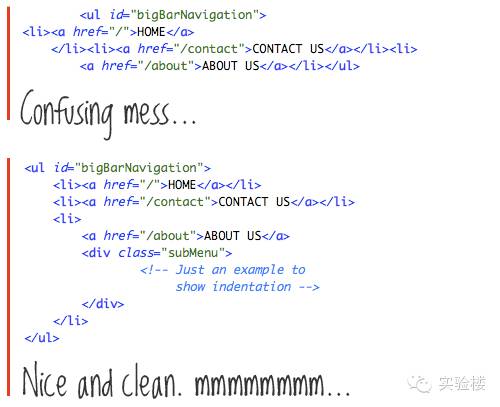 <ul id="bigBarNavigation">
<li><a href="/">HOME</a>
</li><li><a href="/contact">CONTACT US</a></li><li>
<a href="/about">ABOUT US</a></li></ul>
Confusing mess...
<ul id="bigBarNavigation">
<li><a href="/">HOME</a></li>
<li><a href="/contact">CONTACT US</a></li>
<li>
<a href="/about">ABOUT US</a>
<div class="subMenu">
<!-- Just an example to
show indentation -->
</div>
</li>
</ul>
Nice and clean. mmmmmmmm...
实验楼